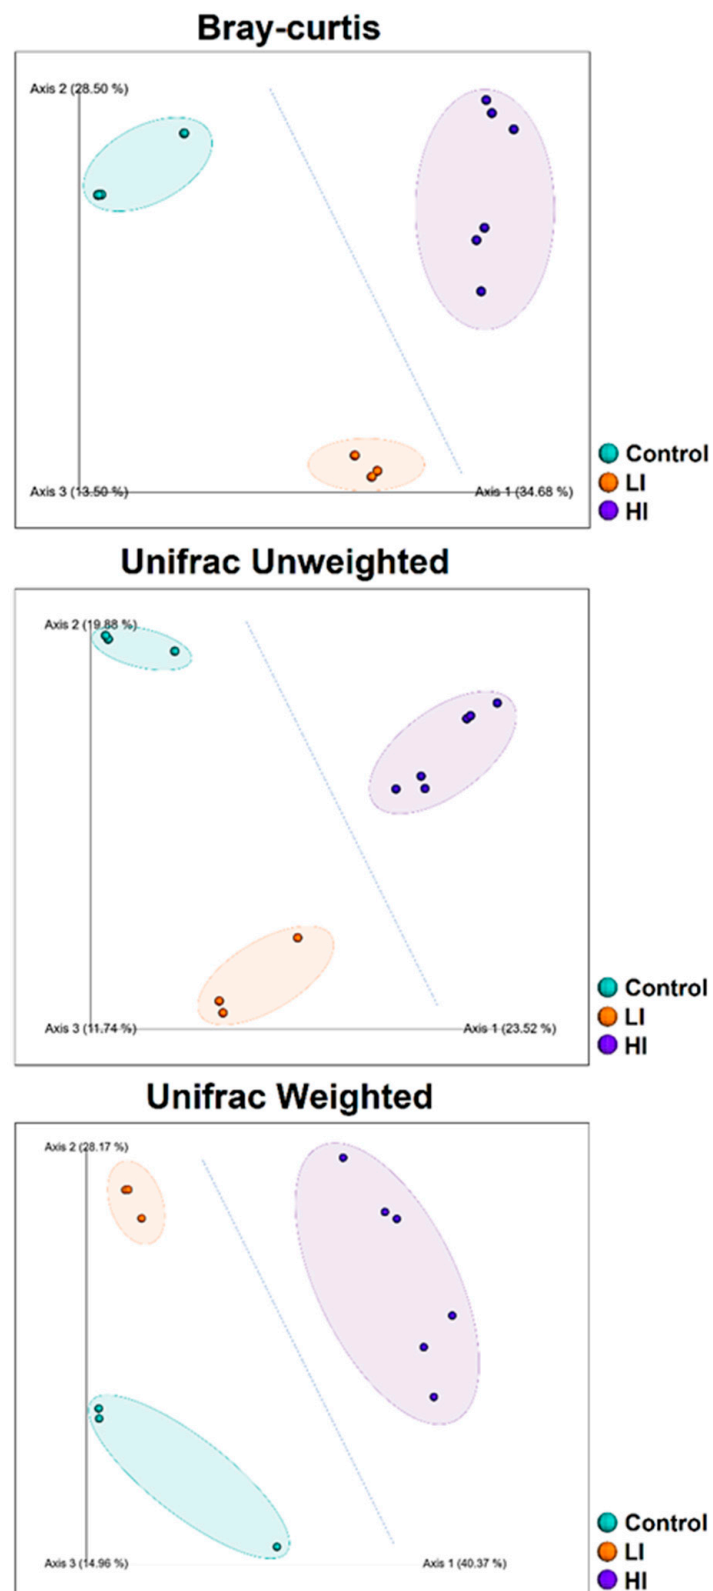 Bray-curtis
Axis 2 (28.50 %)
Axis 3 (13.50 %)
Axis 1 (34.68 %)
Control
LI
HI
Unifrac Unweighted
Axis 2 (19.88 %)
Axis 3 (11.74 %)
Axis 1 (23.52 %)
Control
LI
HI
Unifrac Weighted
Axis 2 (28.17 %)
Axis 3 (14.96 %)
Axis 1 (40.37 %)
Control
LI
HI